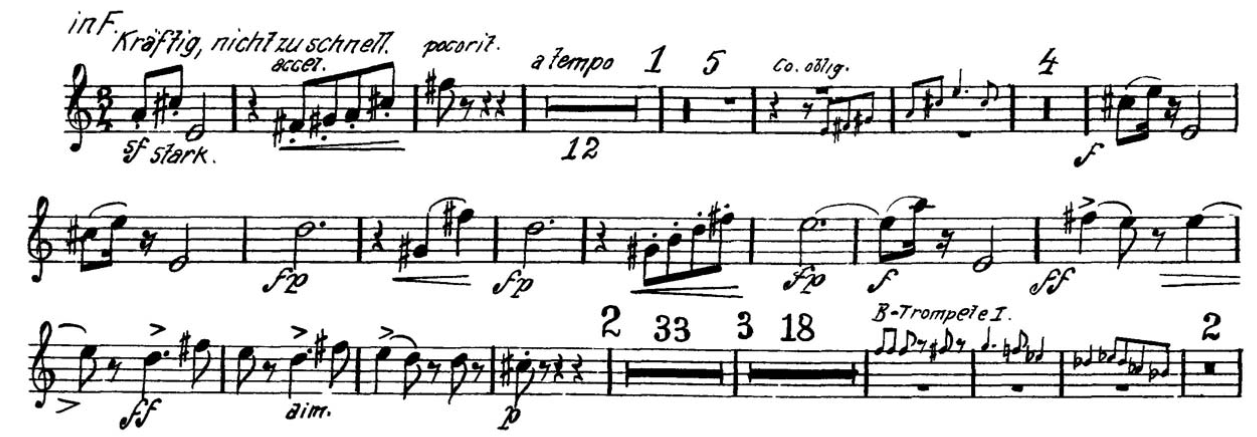 in F.
Kräftig, nicht zu schnell.
accel.
poco rit.
a tempo
1
5
Co. oblig.
4
3
4
sf stark.
12
f
fp
fp
fp
f
ff
2
33
3
18
B-Trompete I.
2
ff
dim.
p